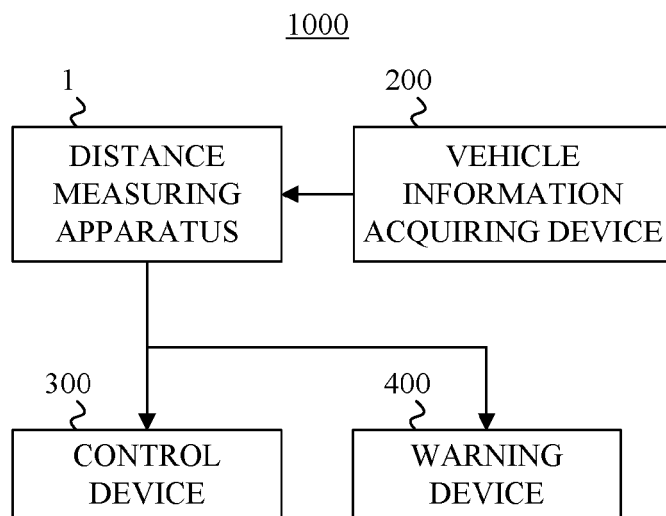 1000
1
200
DISTANCE
MEASURING
APPARATUS
VEHICLE
INFORMATION
ACQUIRING DEVICE
300
400
CONTROL
DEVICE
WARNING
DEVICE